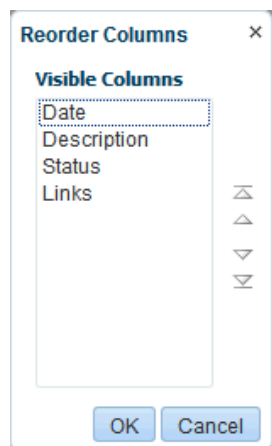 Reorder Columns
Visible Columns
Date
Description
Status
Links
OK Cancel